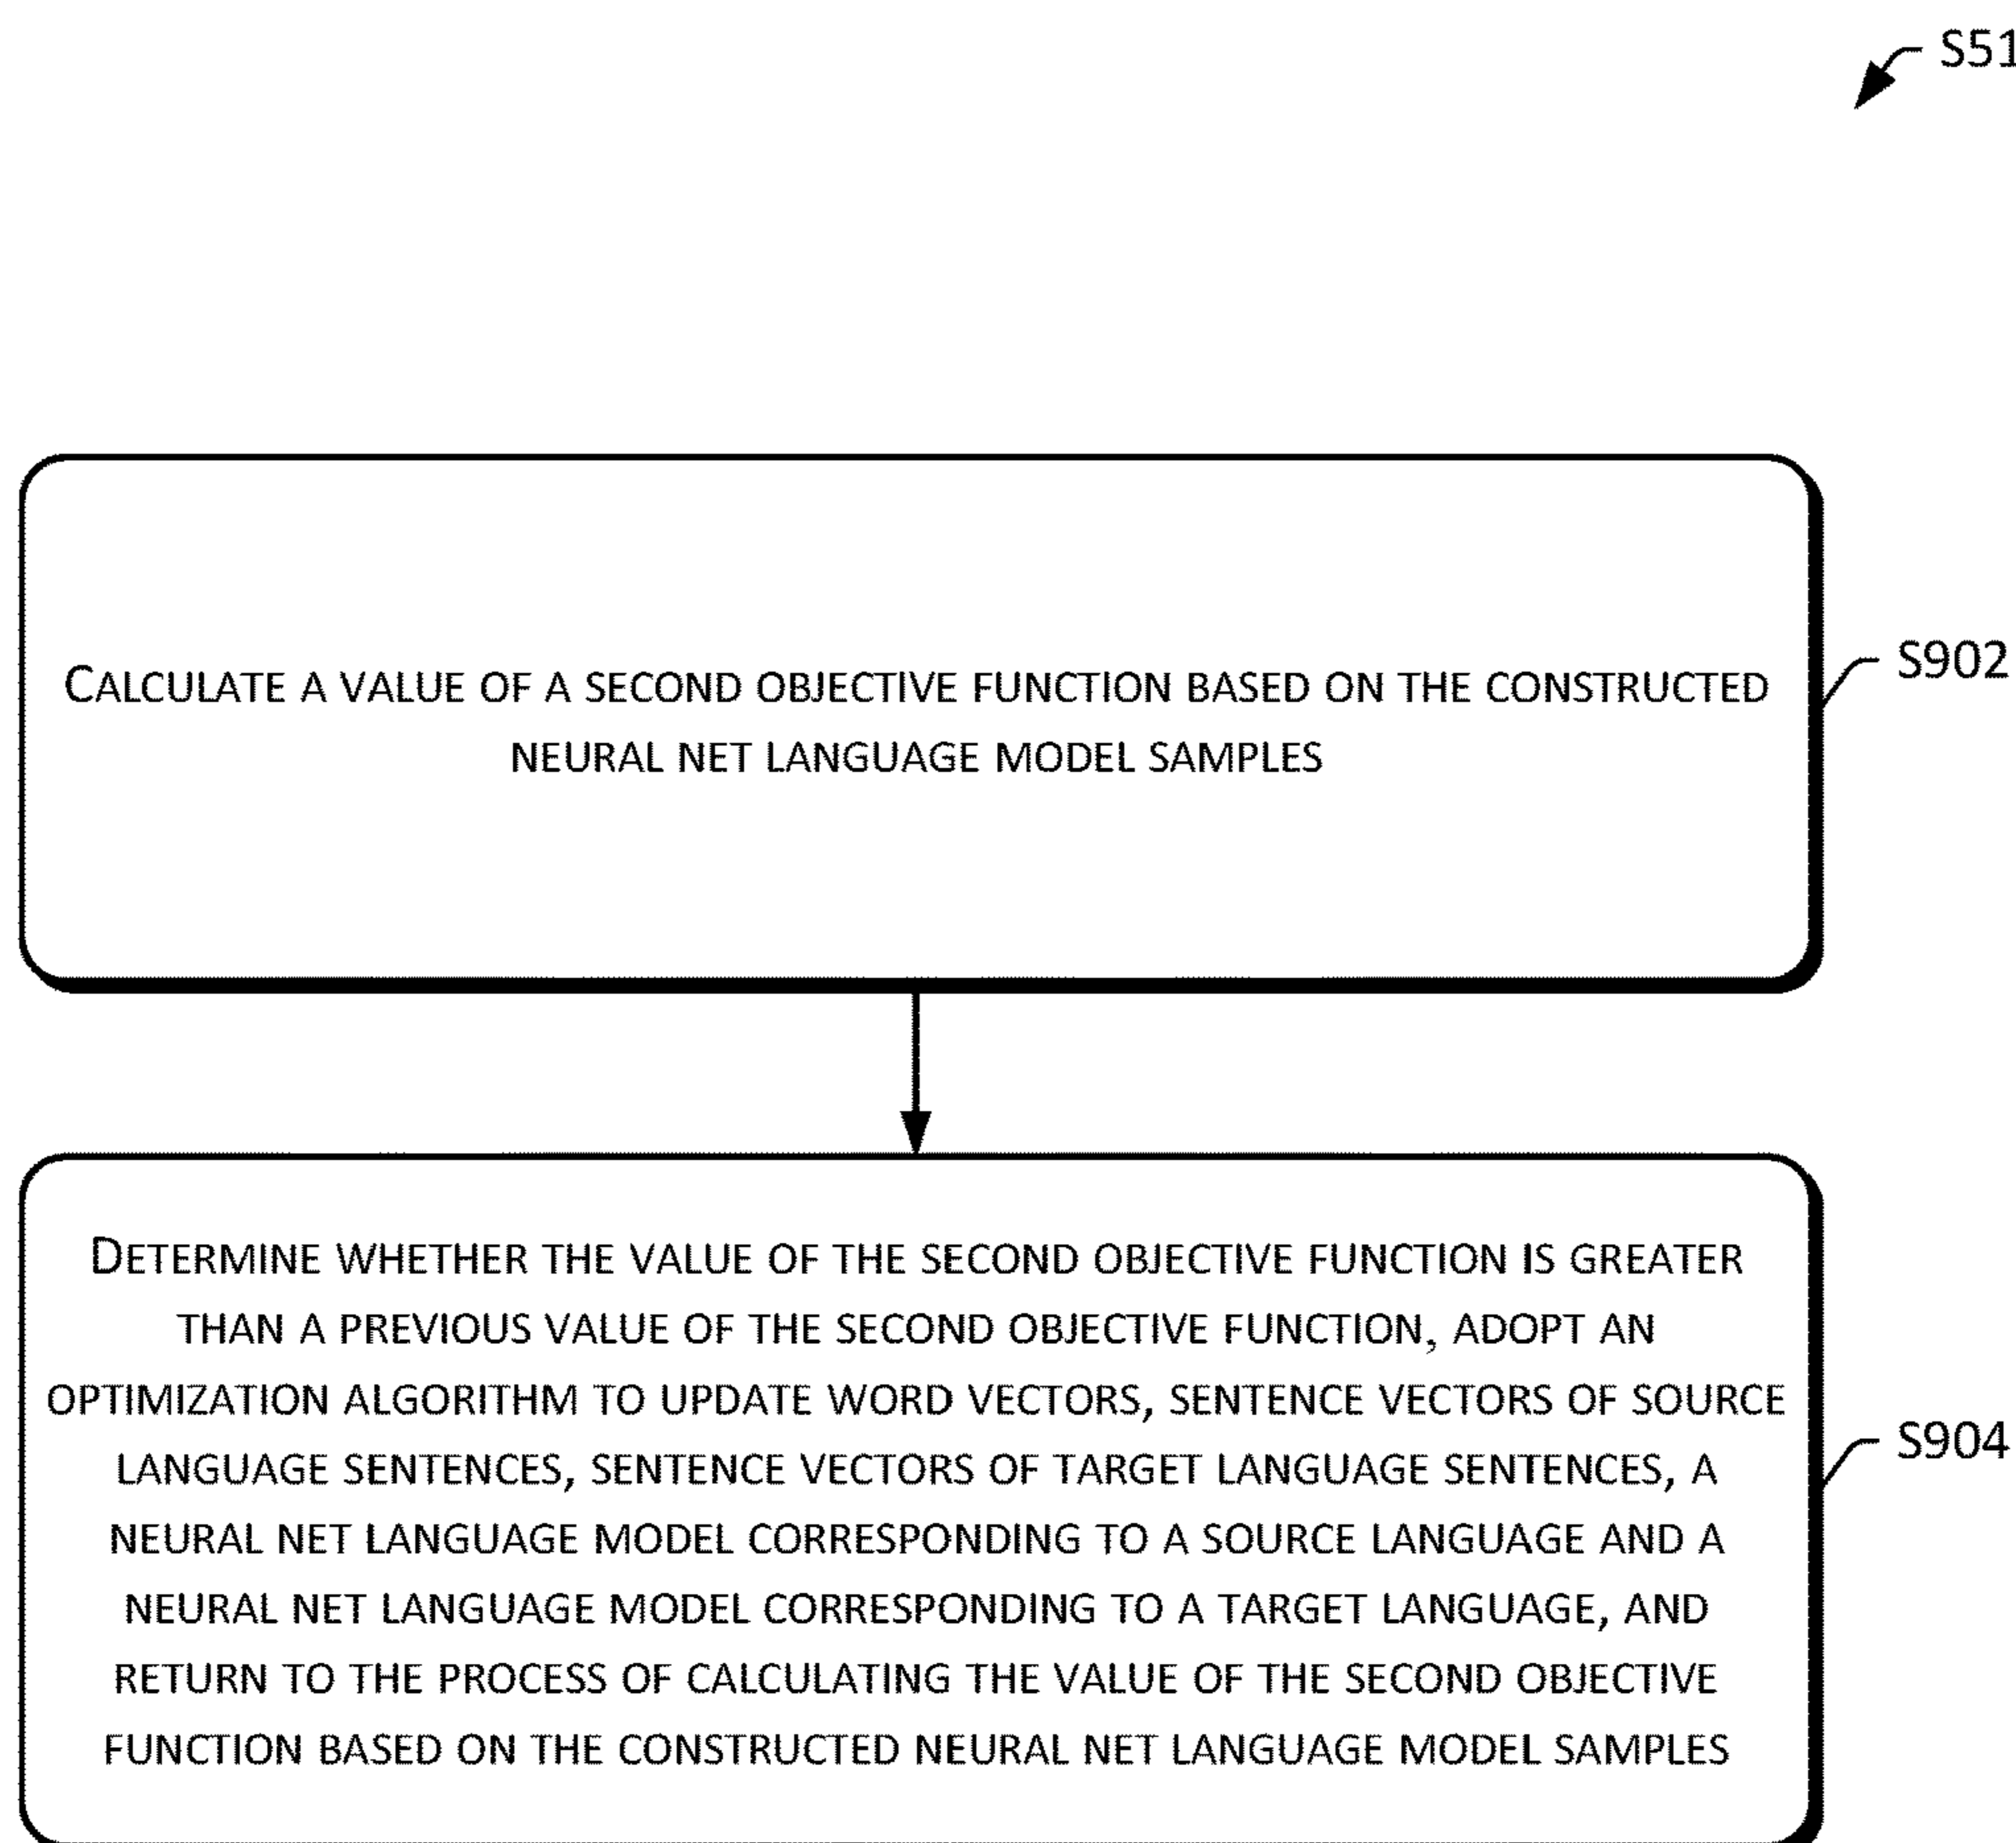 S51
CALCULATE A VALUE OF A SECOND OBJECTIVE FUNCTION BASED ON THE CONSTRUCTED
NEURAL NET LANGUAGE MODEL SAMPLES
S902
DETERMINE WHETHER THE VALUE OF THE SECOND OBJECTIVE FUNCTION IS GREATER
THAN A PREVIOUS VALUE OF THE SECOND OBJECTIVE FUNCTION, ADOPT AN
OPTIMIZATION ALGORITHM TO UPDATE WORD VECTORS, SENTENCE VECTORS OF SOURCE
LANGUAGE SENTENCES, SENTENCE VECTORS OF TARGET LANGUAGE SENTENCES, A
NEURAL NET LANGUAGE MODEL CORRESPONDING TO A SOURCE LANGUAGE AND A
NEURAL NET LANGUAGE MODEL CORRESPONDING TO A TARGET LANGUAGE, AND
RETURN TO THE PROCESS OF CALCULATING THE VALUE OF THE SECOND OBJECTIVE
FUNCTION BASED ON THE CONSTRUCTED NEURAL NET LANGUAGE MODEL SAMPLES
S904